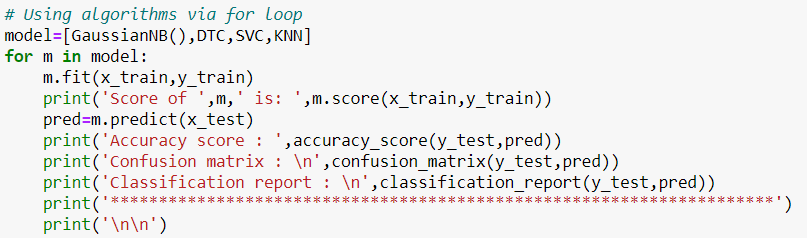 # Using algorithms via for loop
model=[GaussianNB(),DTC,SVC,KNN]
for m in model:
    m.fit(x_train,y_train)
    print('Score of ',m,' is: ',m.score(x_train,y_train))
    pred=m.predict(x_test)
    print('Accuracy score : ',accuracy_score(y_test,pred))
    print('Confusion matrix : \n',confusion_matrix(y_test,pred))
    print('Classification report : \n',classification_report(y_test,pred))
    print('**********************************************************************')
    print('\n\n')